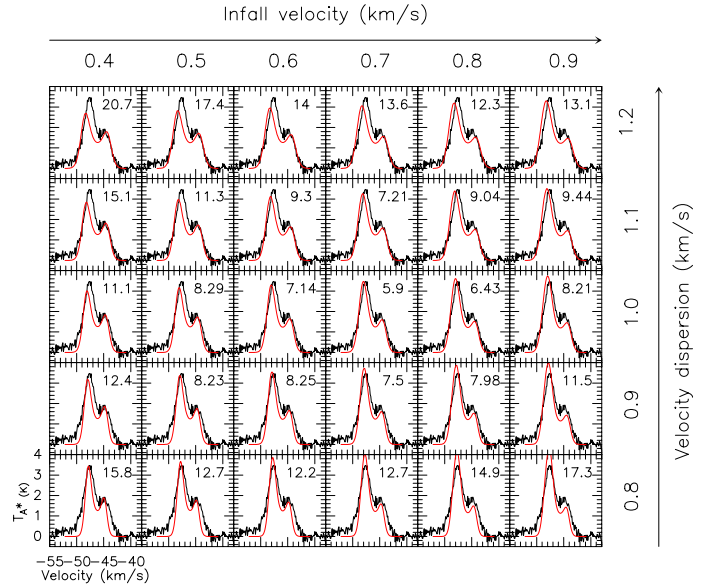 Infall velocity (km/s)
0.4 0.5 0.6 0.7 0.8 0.9
20.7 17.4 14 13.6 12.3 13.1
1.2
15.1 11.3 9.3 7.21 9.04 9.44
1.1
11.1 8.29 7.14 5.9 6.43 8.21
1.0
12.4 8.23 8.25 7.5 7.98 11.5
0.9
15.8 12.7 12.2 12.7 14.9 17.3
0.8
Velocity dispersion (km/s)
4
3
2
1
0
TA* (K)
−55−50−45−40
Velocity (km/s)